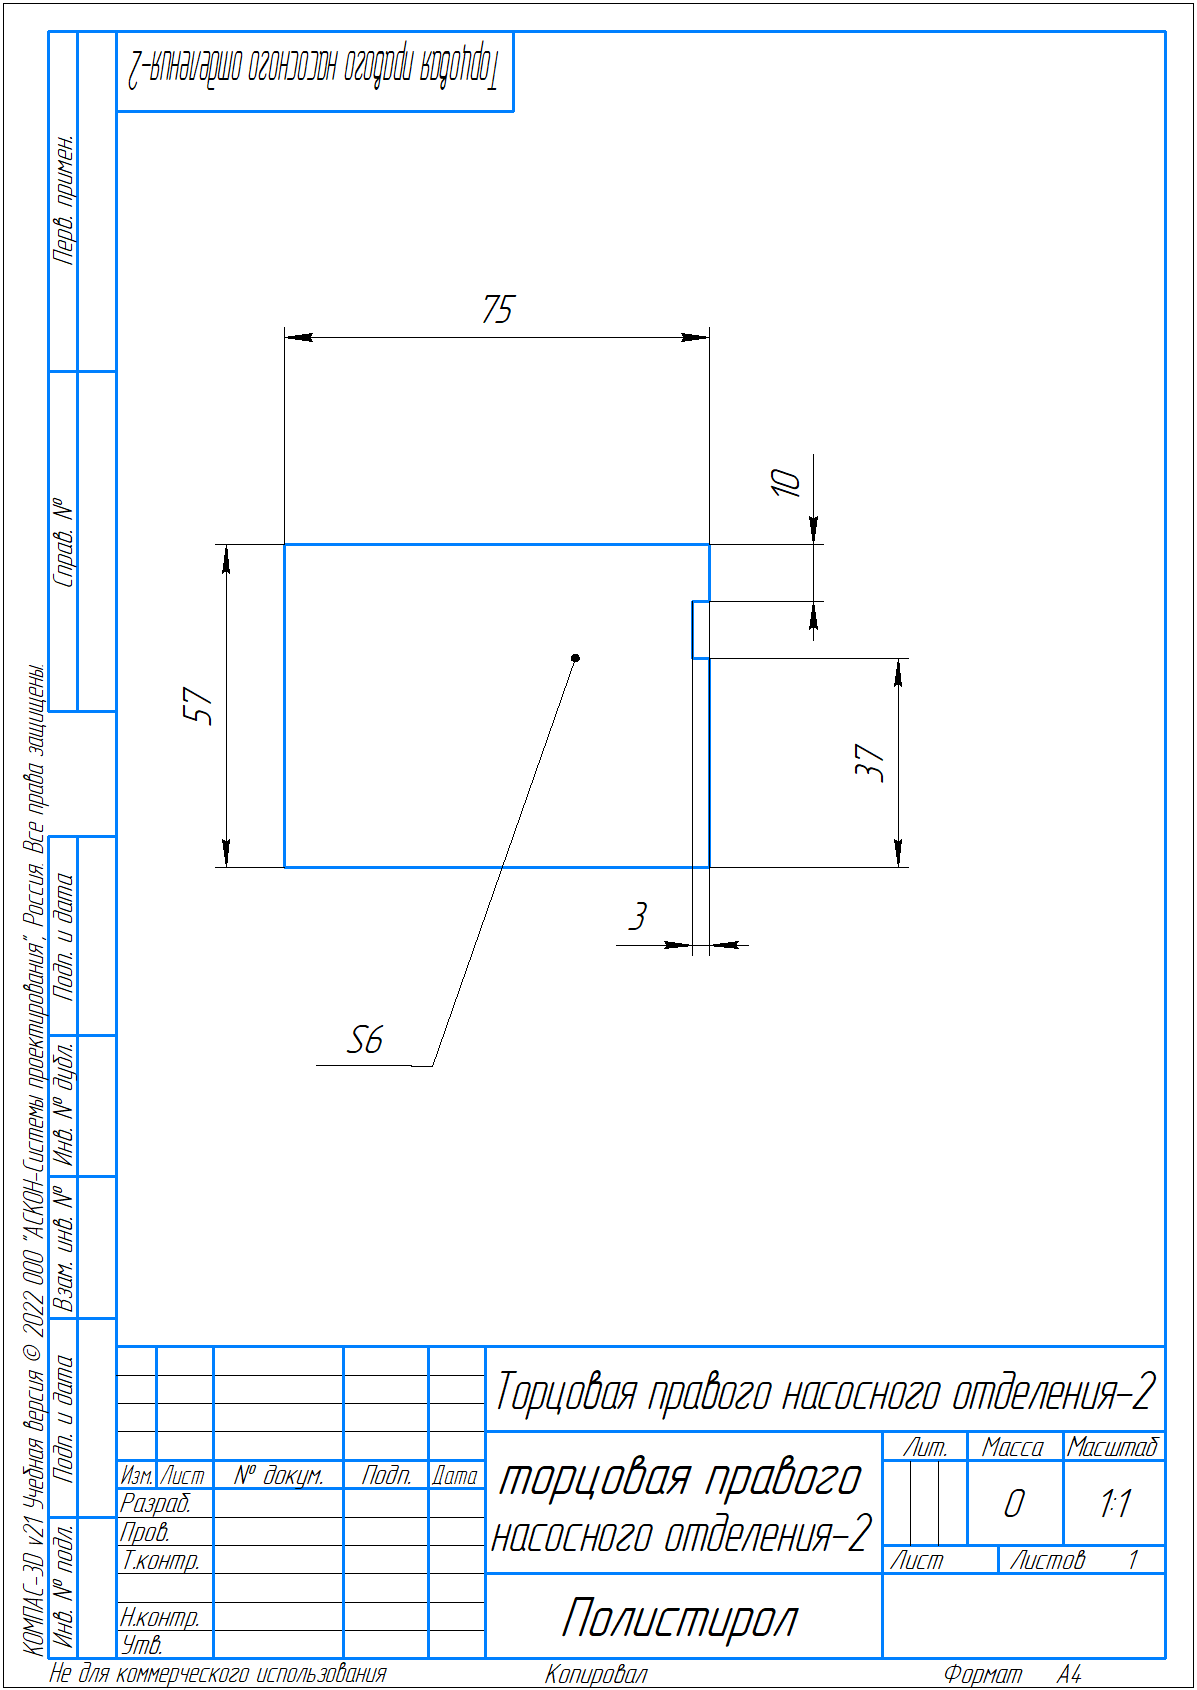 Торцовая правого насосного отделения-2
Перв. примен.
Справ. №
75
10
57
37
3
S6
Подп. и дата
Инв. № дубл.
Взам. инв. №
Подп. и дата
Инв. № подл.
КОМПАС-3D v21 Учебная версия © 2022 ООО "АСКОН-Системы проектирования", Россия. Все права защищены.
Торцовая правого насосного отделения-2
Изм. Лист № докум. Подп. Дата
Разраб.
Пров.
Т.контр.
Н.контр.
Утв.
торцовая правого
насосного отделения-2
Лит. Масса Масштаб
0 1:1
Лист Листов 1
Полистирол
Не для коммерческого использования Копировал Формат А4